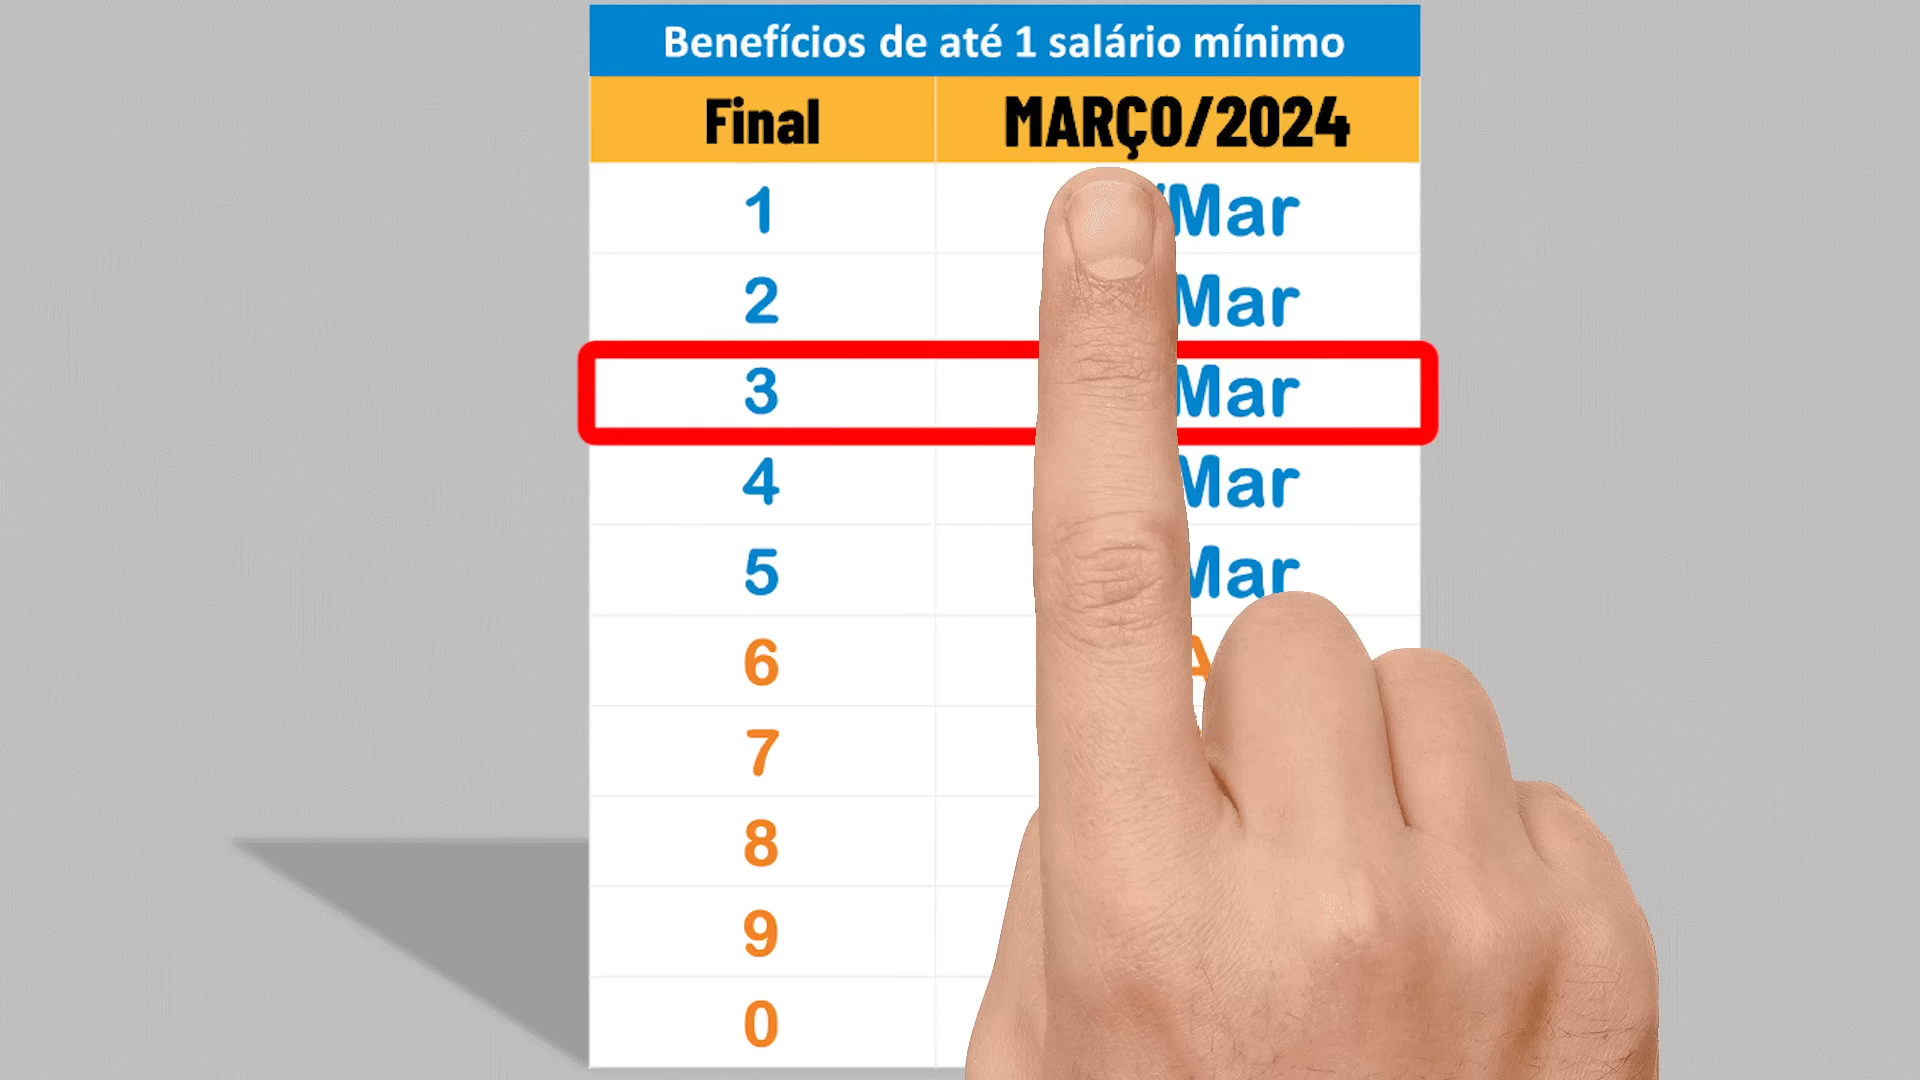 Benefícios de até 1 salário mínimo
Final MARÇO/2024
1 /Mar
2 Mar
3 Mar
4 Mar
5 Mar
6 A
7
8
9
0